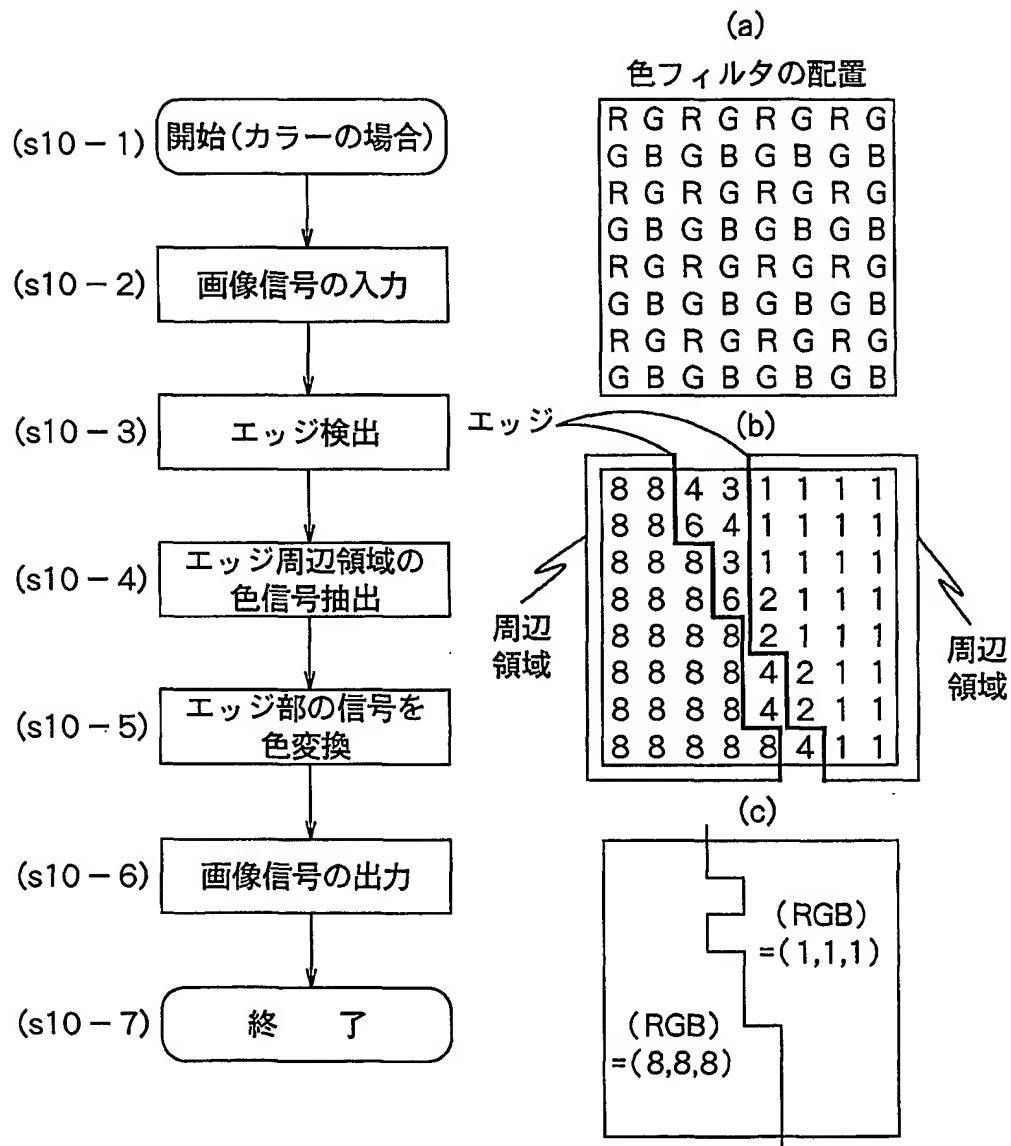 (s10-1)
開始(カラーの場合)
(s10-2)
画像信号の入力
(s10-3)
エッジ検出
(s10-4)
エッジ周辺領域の
色信号抽出
(s10-5)
エッジ部の信号を
色変換
(s10-6)
画像信号の出力
(s10-7)
終 了
(a)
色フィルタの配置
R G R G R G R G
G B G B G B G B
R G R G R G R G
G B G B G B G B
R G R G R G R G
G B G B G B G B
R G R G R G R G
G B G B G B G B
エッジ
(b)
8 8 4 3 1 1 1 1
8 8 6 4 1 1 1 1
8 8 8 3 1 1 1 1
8 8 8 6 2 1 1 1
8 8 8 8 2 1 1 1
8 8 8 8 4 2 1 1
8 8 8 8 4 2 1 1
8 8 8 8 8 4 1 1
周辺
領域
周辺
領域
(c)
(RGB)
=(1,1,1)
(RGB)
=(8,8,8)